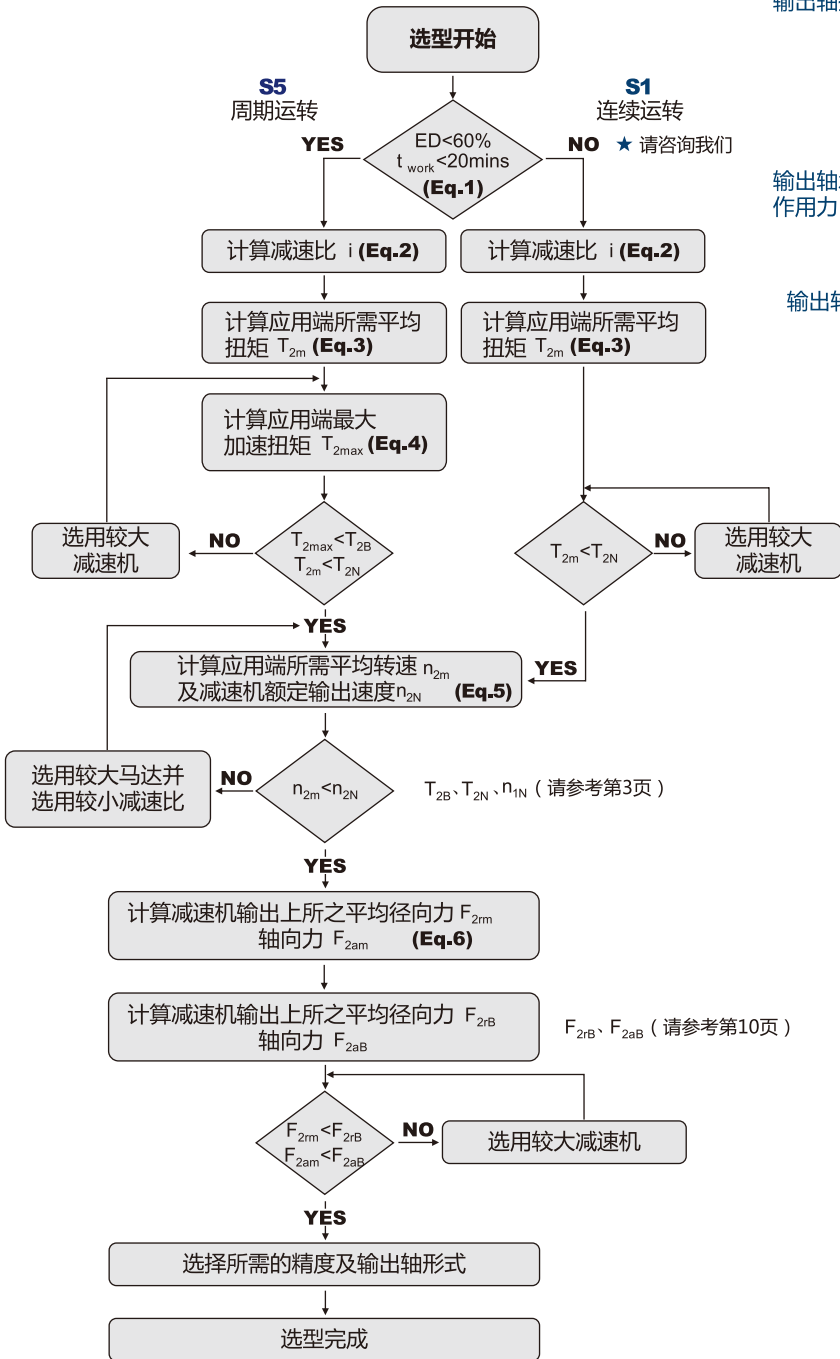 输出轴
选型开始
S5
周期运转
S1
连续运转
YES
ED<60%
t work<20mins
(Eq.1)
NO
★ 请咨询我们
输出轴
作用力
计算减速比 i (Eq.2)
计算减速比 i (Eq.2)
计算应用端所需平均
扭矩 T2m (Eq.3)
计算应用端所需平均
扭矩 T2m (Eq.3)
计算应用端最大
加速扭矩 T2max (Eq.4)
选用较大
减速机
NO
T2max<T2B
T2m<T2N
T2m<T2N
NO
选用较大
减速机
YES
计算应用端所需平均转速 n2m
及减速机额定输出速度n2N (Eq.5)
YES
选用较大马达并
选用较小减速比
NO
n2m<n2N
T2B、T2N、n1N ( 请参考第3页 )
YES
计算减速机输出上所之平均径向力 F2rm
轴向力 F2am (Eq.6)
计算减速机输出上所之平均径向力 F2rB
轴向力 F2aB
F2rB、F2aB ( 请参考第10页 )
F2rm<F2rB
F2am<F2aB
NO
选用较大减速机
YES
选择所需的精度及输出轴形式
选型完成